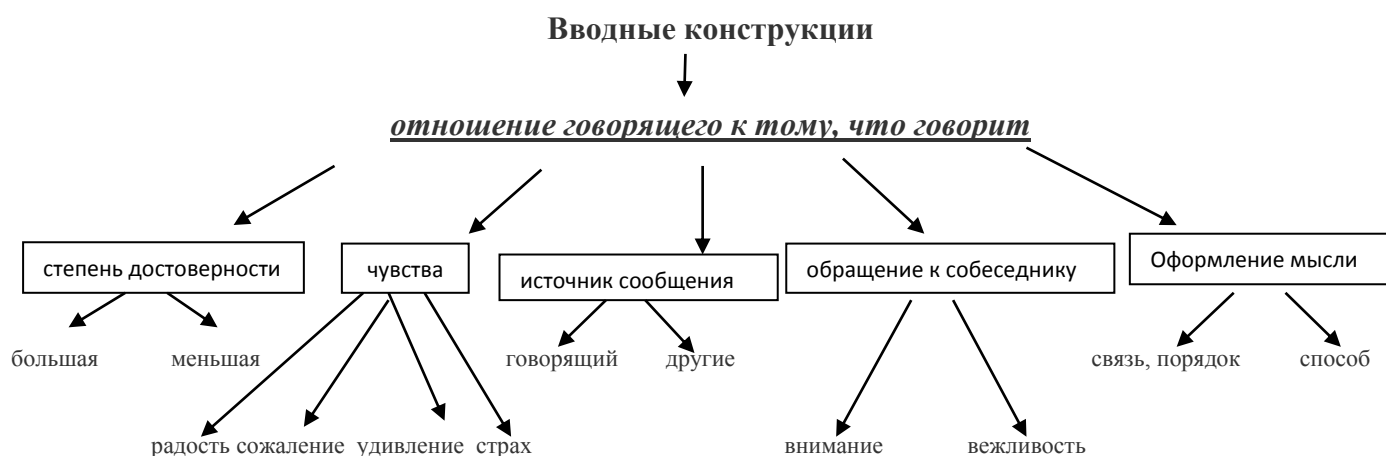 Вводные конструкции
отношение говорящего к тому, что говорит
степень достоверности
чувства
источник сообщения
обращение к собеседнику
Оформление мысли
большая
меньшая
говорящий
другие
связь, порядок
способ
радость сожаление удивление страх
внимание
вежливость